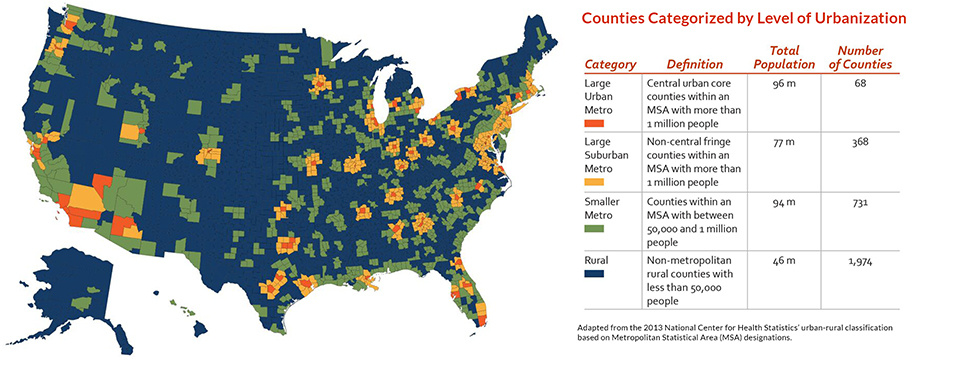 Counties Categorized by Level of Urbanization
Total
Population
Number
of Counties
Category
Definition
Large
Urban
Metro
Central urban core
counties within an
MSA with more than
1 million people
96 m
68
Large
Suburban
Metro
Non-central fringe
counties within an
MSA with more than
1 million people
77 m
368
Smaller
Metro
Counties within an
MSA with between
50,000 and 1 million
people
94 m
731
Rural
Non-metropolitan
rural counties with
less than 50,000
people
46 m
1,974
Adapted from the 2013 National Center for Health Statistics' urban-rural classification
based on Metropolitan Statistical Area (MSA) designations.